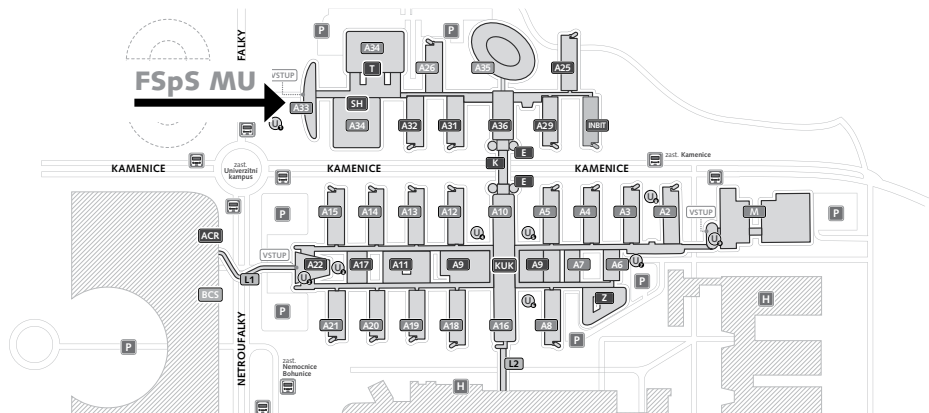 FSpS MU
FALKY
P
P
A34
T
A26
A35
A25
VSTUP
A33
SH
A34
A32
A31
A36
A29
INBIT
U
E
K
KAMENICE
zast.
Univerzitní
kampus
KAMENICE
KAMENICE
zast. Kamenice
E
P
A15
A14
A13
A12
A10
A5
A4
A3
U
A2
VSTUP
M
P
ACR
U
U
U
VSTUP
A22
U
A17
A11
A9
KUK
A9
A7
A6
U
L1
U
P
BCS
Z
H
P
U
A21
A20
A19
A18
A16
A8
P
P
NETROUFALKY
zast.
Nemocnice
Bohunice
L2
H